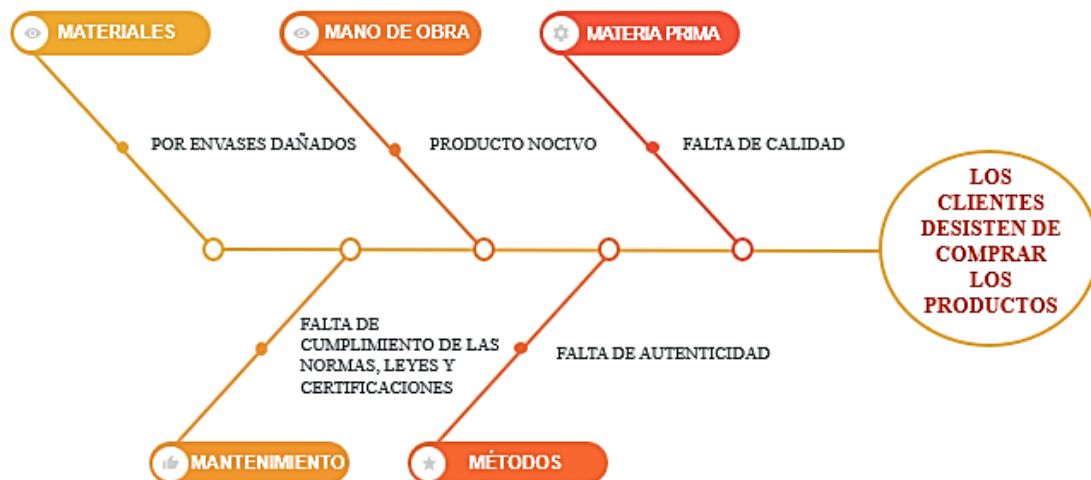 MATERIALES
MANO DE OBRA
MATERIA PRIMA
POR ENVASES DAÑADOS
PRODUCTO NOCIVO
FALTA DE CALIDAD
LOS
CLIENTES
DESISTEN DE
COMPRAR
LOS
PRODUCTOS
FALTA DE
CUMPLIMIENTO DE LAS
NORMAS, LEYES Y
CERTIFICACIONES
FALTA DE AUTENTICIDAD
MANTENIMIENTO
MÉTODOS